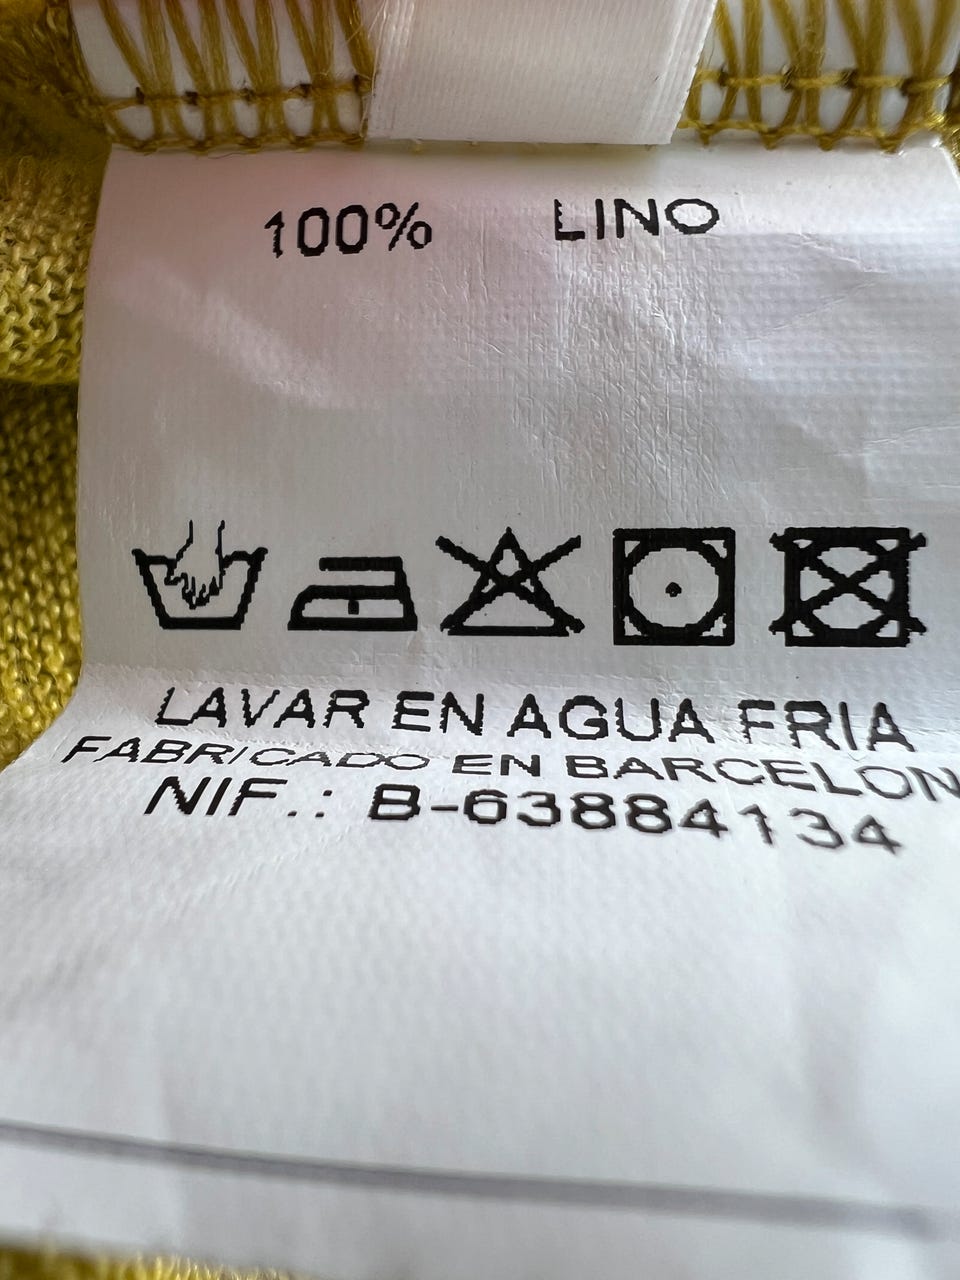 100% LINO
LAVAR EN AGUA FRIA
FABRICADO EN BARCELON
NIF.: B-63884134